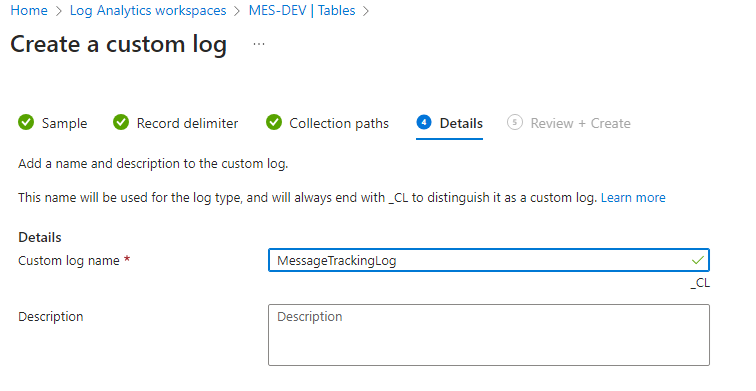 Home > Log Analytics workspaces > MES-DEV | Tables >
Create a custom log ...
Sample Record delimiter Collection paths 4 Details 5 Review + Create
Add a name and description to the custom log.
This name will be used for the log type, and will always end with _CL to distinguish it as a custom log. Learn more
Details
Custom log name * MessageTrackingLog
_CL
Description Description